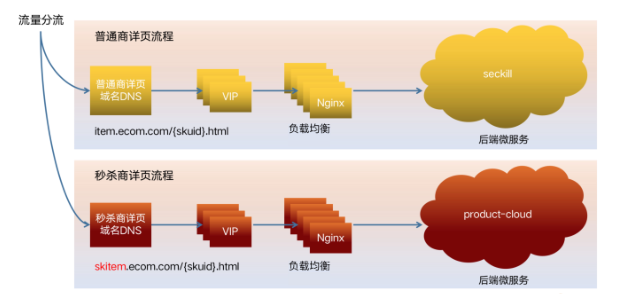 流量分流
普通商详页流程
普通商详页
域名DNS
VIP
Nginx
seckill
item.ecom.com/{skuid}.html
负载均衡
后端微服务
秒杀商详页流程
秒杀商详页
域名DNS
VIP
Nginx
product-cloud
skitem.ecom.com/{skuid}.html
负载均衡
后端微服务